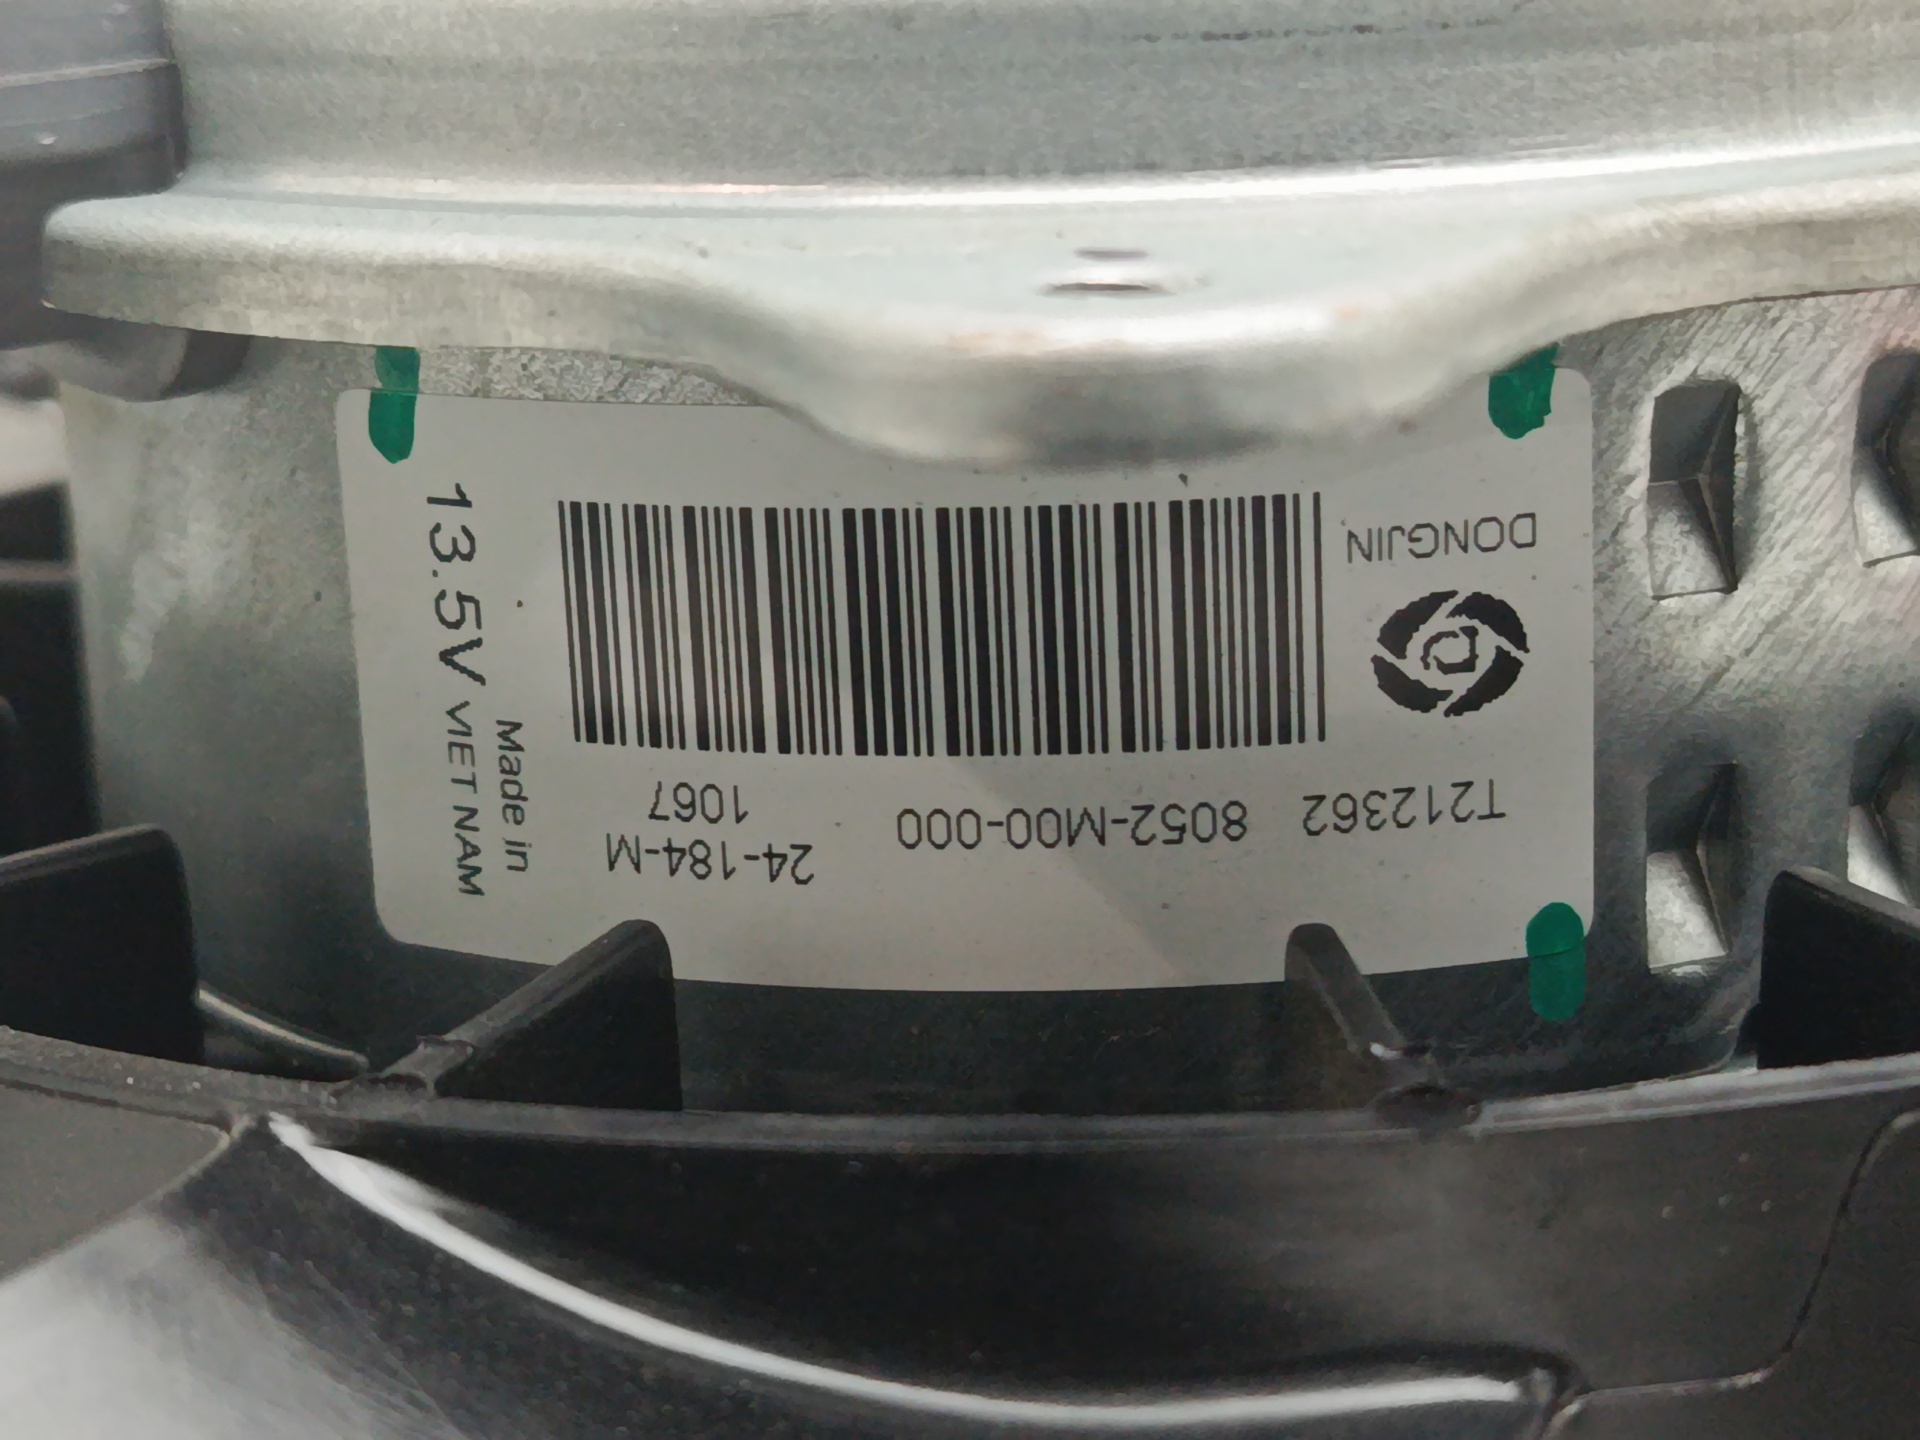 DONGJIN
T212362 8052-M00-000 24-184-M
1067
Made in
13.5V VIET NAM